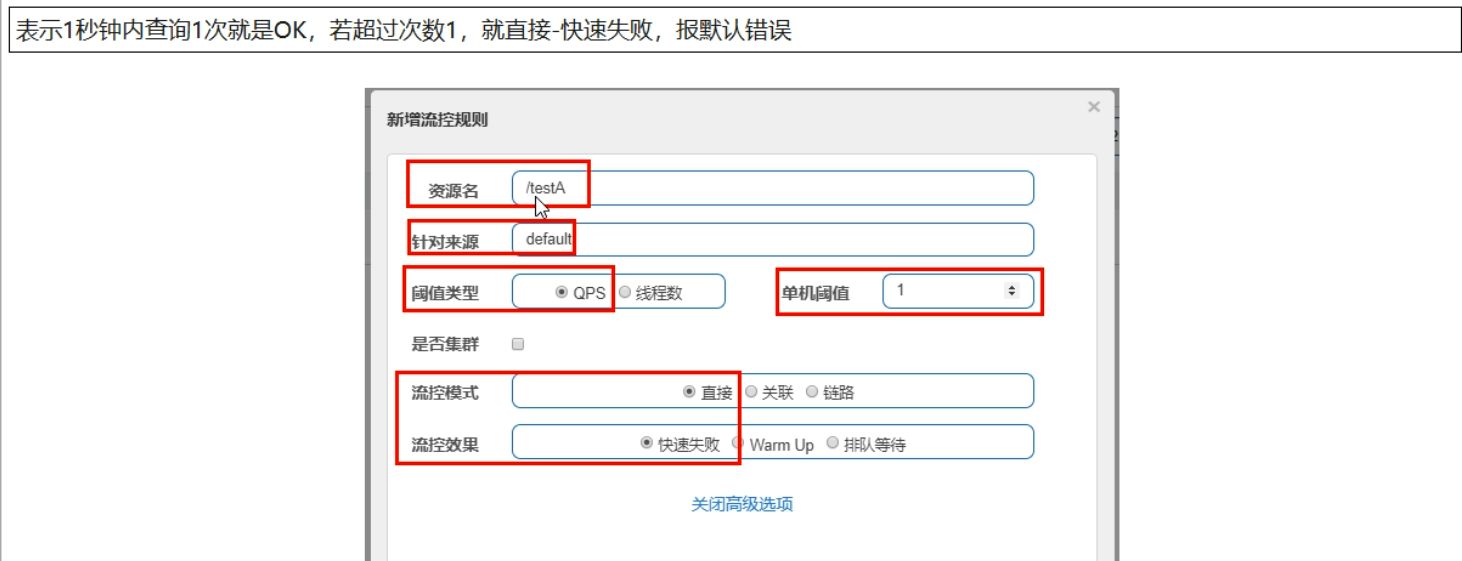 表示1秒钟内查询1次就是OK，若超过次数1，就直接-快速失败，报默认错误
新增流控规则 ×
资源名 /testA
针对来源 default
阈值类型 QPS 线程数 单机阈值 1
是否集群
流控模式 直接 关联 链路
流控效果 快速失败 Warm Up 排队等待
关闭高级选项